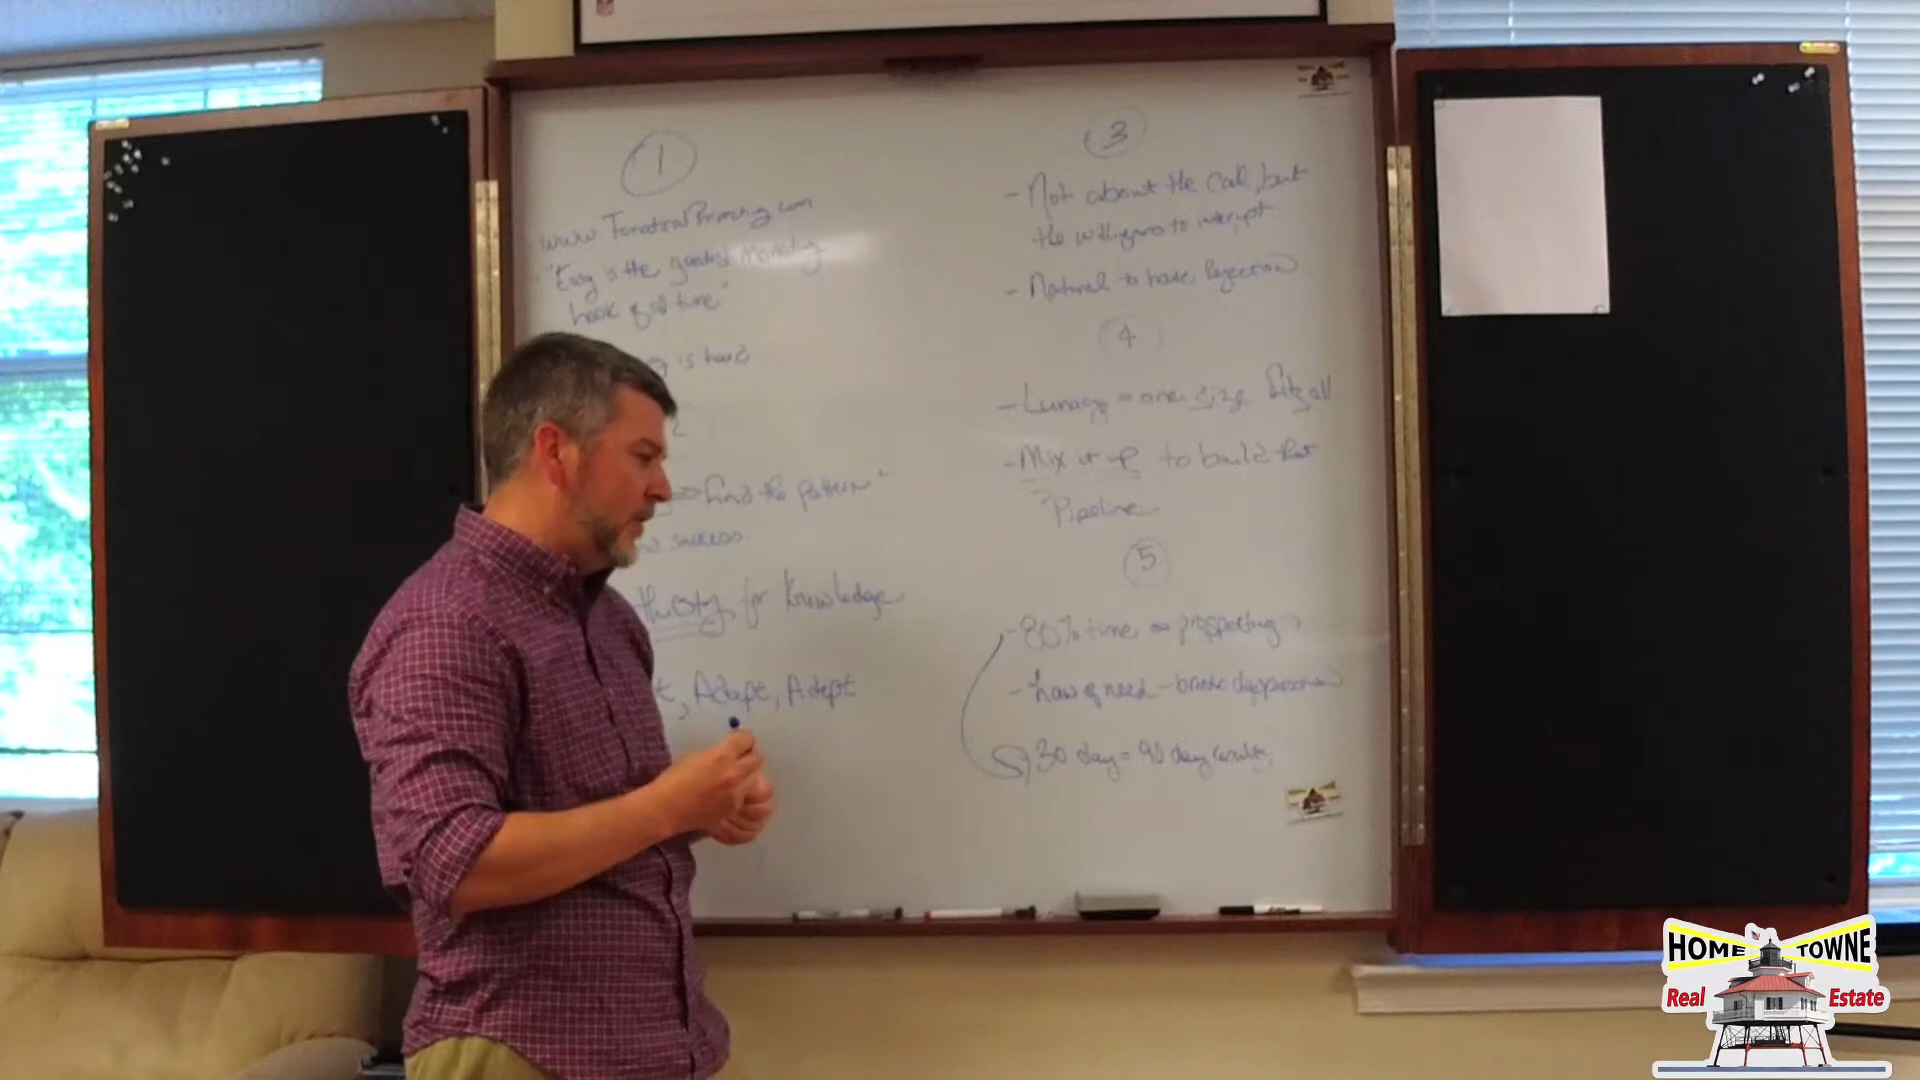 1
www.FanaticalProspecting.com
"Easy is the greatest Marketing
hook of all time"
is hard
2
find the pattern"
success
for Knowledge
, Adapt, Adept
3
- Not about the call, but
the willingness to interrupt
- Natural to hate Rejection
4
- Lunacy = one size fits all
- Mix it up to build that
Pipeline
5
- 80% time on prospecting
- Law of need - breeds desperation
30 day = 90 day results
HOME TOWNE
Real Estate